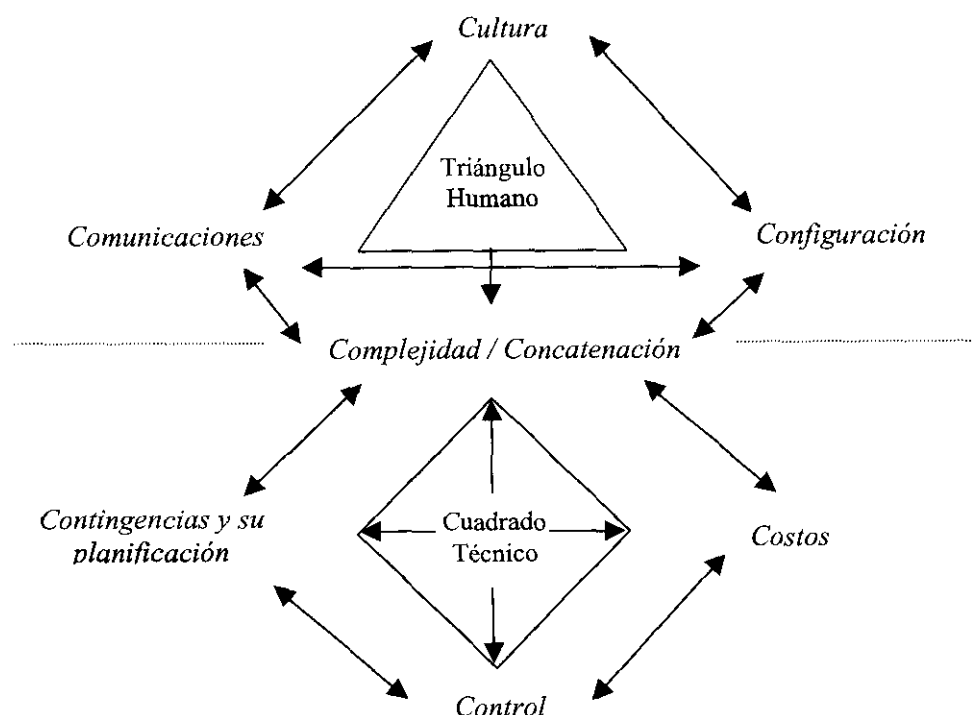 Cultura
Triángulo
Humano
Comunicaciones
Configuración
Complejidad / Concatenación
Contingencias y su
planificación
Cuadrado
Técnico
Costos
Control